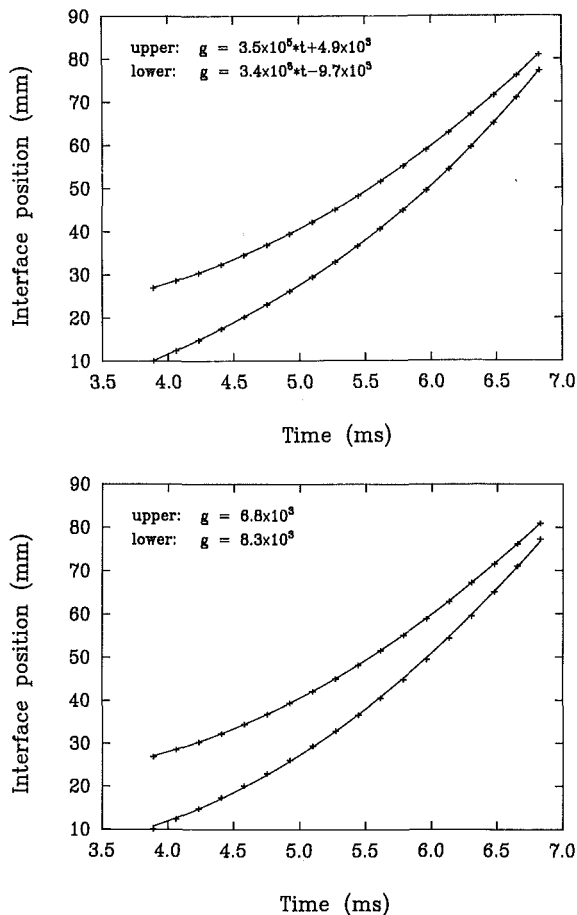 upper: g = 3.5x10⁵*t+4.9x10³
lower: g = 3.4x10⁶*t−9.7x10³
Interface position (mm)
90
80
70
60
50
40
30
20
10
3.5 4.0 4.5 5.0 5.5 6.0 6.5 7.0
Time (ms)
upper: g = 6.8x10³
lower: g = 8.3x10³
Interface position (mm)
90
80
70
60
50
40
30
20
10
3.5 4.0 4.5 5.0 5.5 6.0 6.5 7.0
Time (ms)